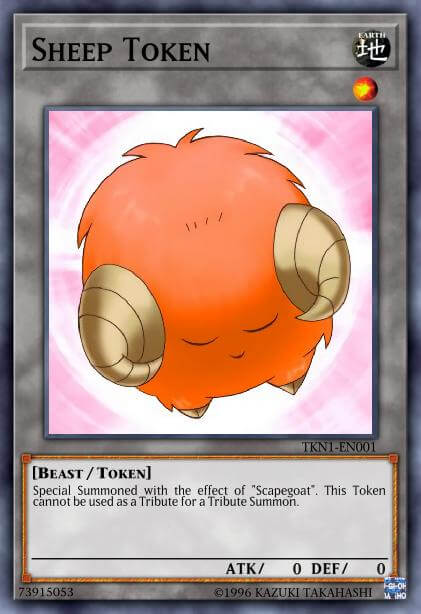 Sheep Token
EARTH
地
TKN1-EN001
[Beast / Token]
Special Summoned with the effect of "Scapegoat". This Token
cannot be used as a Tribute for a Tribute Summon.
ATK/ 0 DEF/ 0
73915053
©1996 KAZUKI TAKAHASHI